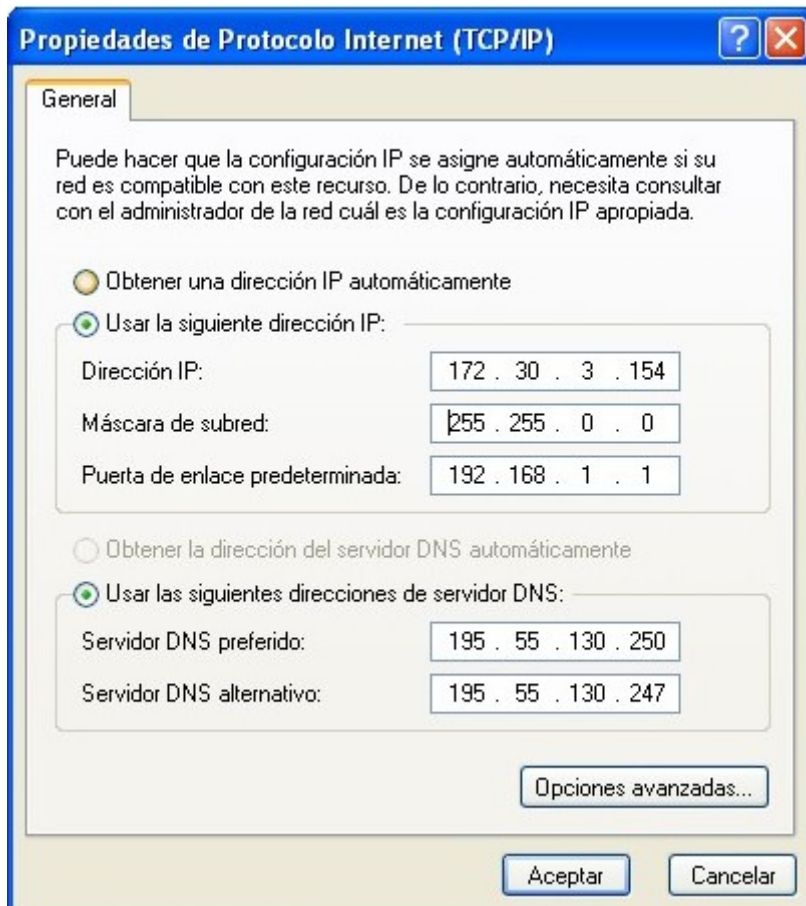 Propiedades de Protocolo Internet (TCP/IP)
General
Puede hacer que la configuración IP se asigne automáticamente si su
red es compatible con este recurso. De lo contrario, necesita consultar
con el administrador de la red cuál es la configuración IP apropiada.
Obtener una dirección IP automáticamente
Usar la siguiente dirección IP:
Dirección IP: 172 . 30 . 3 . 154
Máscara de subred: 255 . 255 . 0 . 0
Puerta de enlace predeterminada: 192 . 168 . 1 . 1
Obtener la dirección del servidor DNS automáticamente
Usar las siguientes direcciones de servidor DNS:
Servidor DNS preferido: 195 . 55 . 130 . 250
Servidor DNS alternativo: 195 . 55 . 130 . 247
Opciones avanzadas...
Aceptar Cancelar